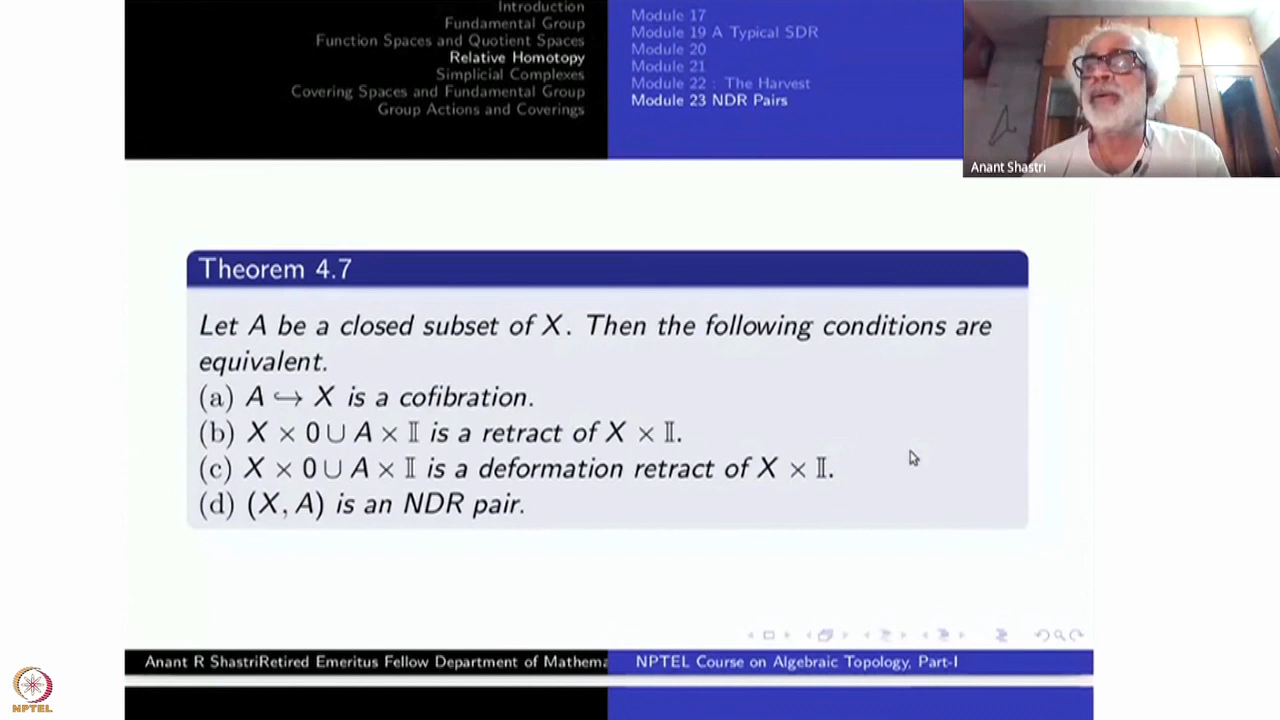 Introduction
Fundamental Group
Function Spaces and Quotient Spaces
Relative Homotopy
Simplicial Complexes
Covering Spaces and Fundamental Group
Group Actions and Coverings
Module 17
Module 19 A Typical SDR
Module 20
Module 21
Module 22 : The Harvest
Module 23 NDR Pairs
Anant Shastri
Theorem 4.7
Let A be a closed subset of X. Then the following conditions are
equivalent.
(a) A ↪ X is a cofibration.
(b) X × 0 ∪ A × 𝕀 is a retract of X × 𝕀.
(c) X × 0 ∪ A × 𝕀 is a deformation retract of X × 𝕀.
(d) (X, A) is an NDR pair.
Anant R ShastriRetired Emeritus Fellow Department of Mathema
NPTEL Course on Algebraic Topology, Part-I
NPTEL